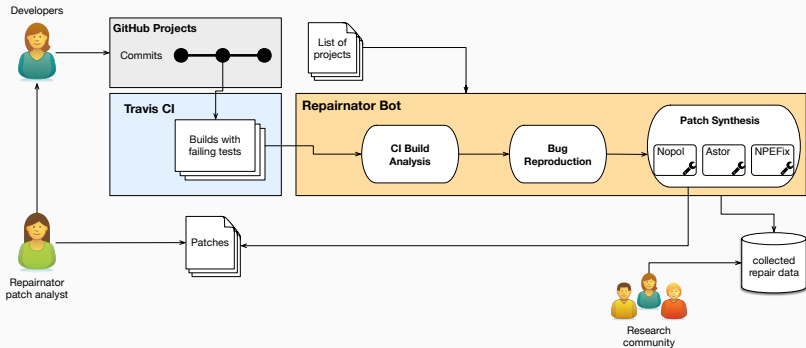 Developers
GitHub Projects
Commits
List of
projects
Travis CI
Builds with
failing tests
Repairnator Bot
CI Build
Analysis
Bug
Reproduction
Patch Synthesis
Nopol
Astor
NPEFix
Repairnator
patch analyst
Patches
collected
repair data
Research
community